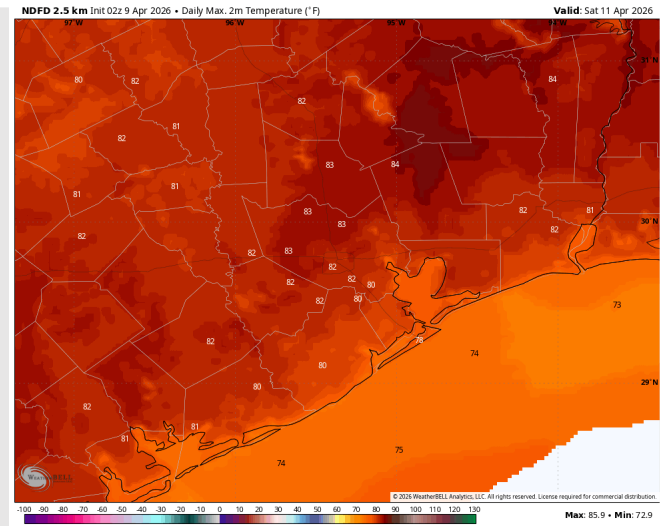 NDFD 2.5 km Init 02z 9 Apr 2026 • Daily Max. 2m Temperature (°F)
Valid: Sat 11 Apr 2026
97°W 96°W 95°W 94°W
31°N
80 82 84
82
82 81
83 84
81 81
83 82 81
82 83 82 30°N
82 83
82
82 82 80
82 80
73
82 78
74
80
29°N
80
82
81
81
75
74
WEATHERBELL
© 2026 WeatherBELL Analytics, LLC. All rights reserved. License required for commercial distribution.
-100 -90 -80 -70 -60 -50 -40 -30 -20 -10 0 10 20 30 40 50 60 70 80 90 100 110 120 130
Max: 85.9 • Min: 72.9